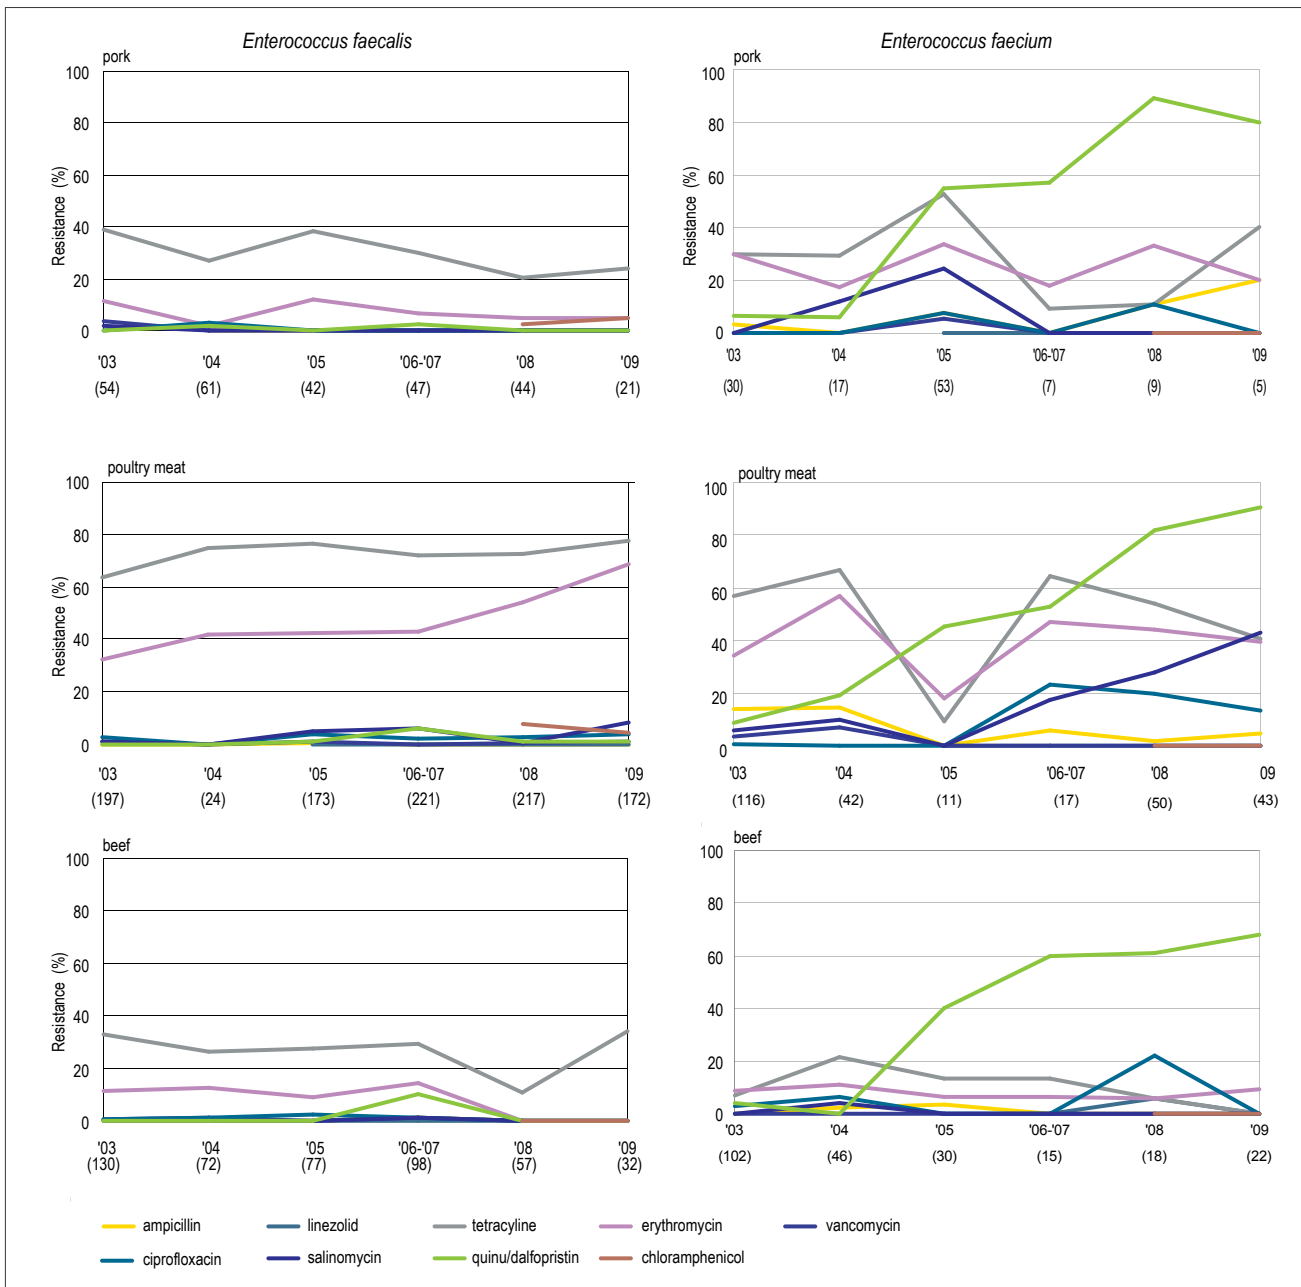 Enterococcus faecalis
Enterococcus faecium
pork
100
80
60
40
20
0
Resistance (%)
'03 '04 '05 '06-'07 '08 '09
(54) (61) (42) (47) (44) (21)
pork
100
80
60
40
20
0
Resistance (%)
'03 '04 '05 '06-'07 '08 '09
(30) (17) (53) (7) (9) (5)
poultry meat
100
80
60
40
20
0
Resistance (%)
'03 '04 '05 '06-'07 '08 '09
(197) (24) (173) (221) (217) (172)
poultry meat
100
80
60
40
20
0
'03 '04 '05 '06-'07 '08 09
(116) (42) (11) (17) (50) (43)
beef
100
80
60
40
20
0
Resistance (%)
'03 '04 '05 '06-'07 '08 '09
(130) (72) (77) (98) (57) (32)
beef
100
80
60
40
20
0
'03 '04 '05 '06-'07 '08 '09
(102) (46) (30) (15) (18) (22)
ampicillin linezolid tetracyline erythromycin vancomycin
ciprofloxacin salinomycin quinu/dalfopristin chloramphenicol